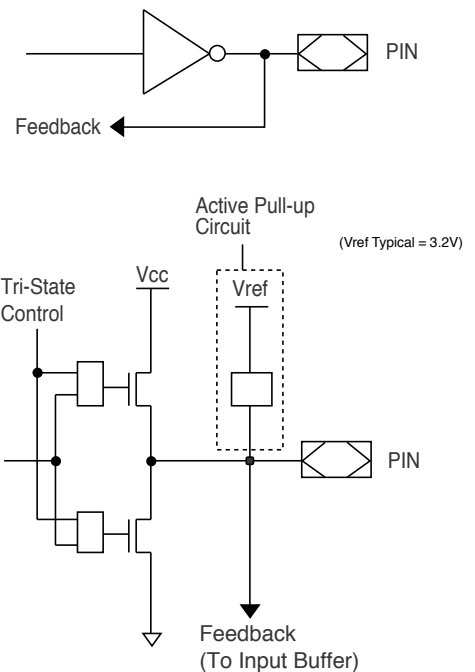 PIN
Feedback
Active Pull-up
Circuit
(Vref Typical = 3.2V)
Tri-State
Control
Vcc
Vref
PIN
Feedback
(To Input Buffer)